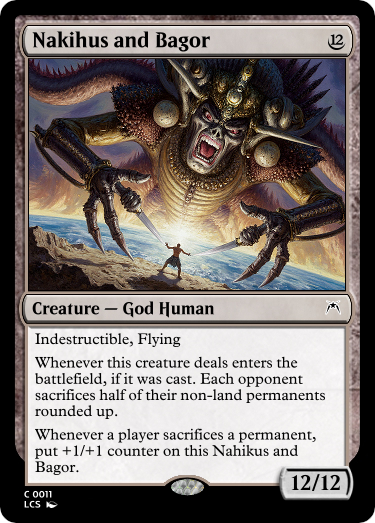 Nakihus and Bagor 12
Creature — God Human
Indestructible, Flying
Whenever this creature deals enters the
battlefield, if it was cast. Each opponent
sacrifices half of their non-land permanents
rounded up.
Whenever a player sacrifices a permanent,
put +1/+1 counter on this Nahikus and
Bagor.
12/12
C 0011
LCS